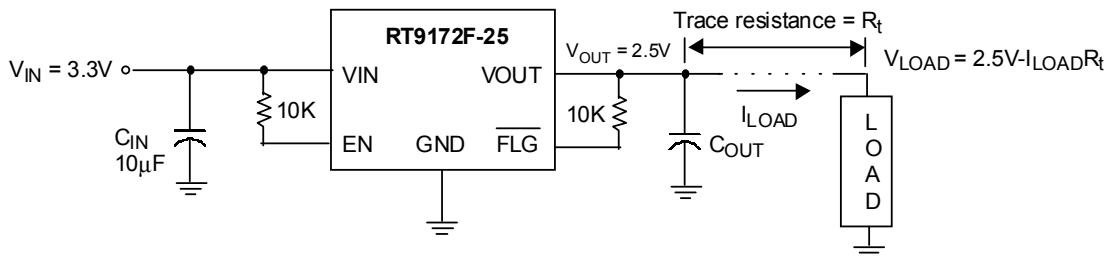 Trace resistance = Rt
RT9172F-25
VOUT = 2.5V
VLOAD = 2.5V-ILOADRt
VIN = 3.3V
VIN
VOUT
10K
10K
ILOAD
CIN
10μF
EN
GND
FLG
COUT
LOAD